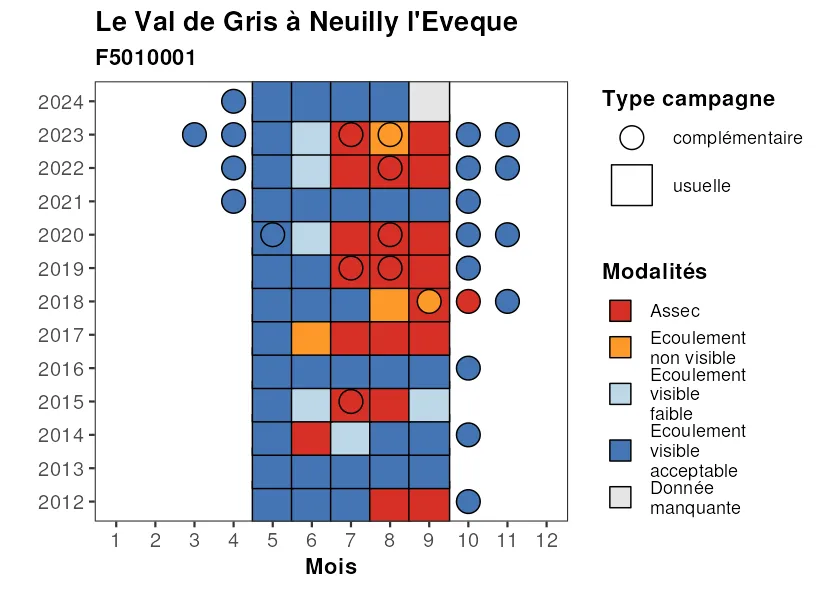 Le Val de Gris à Neuilly l'Eveque
F5010001
2024
2023
2022
2021
2020
2019
2018
2017
2016
2015
2014
2013
2012
1 2 3 4 5 6 7 8 9 10 11 12
Mois
Type campagne
complémentaire
usuelle
Modalités
Assec
Ecoulement
non visible
Ecoulement
visible
faible
Ecoulement
visible
acceptable
Donnée
manquante